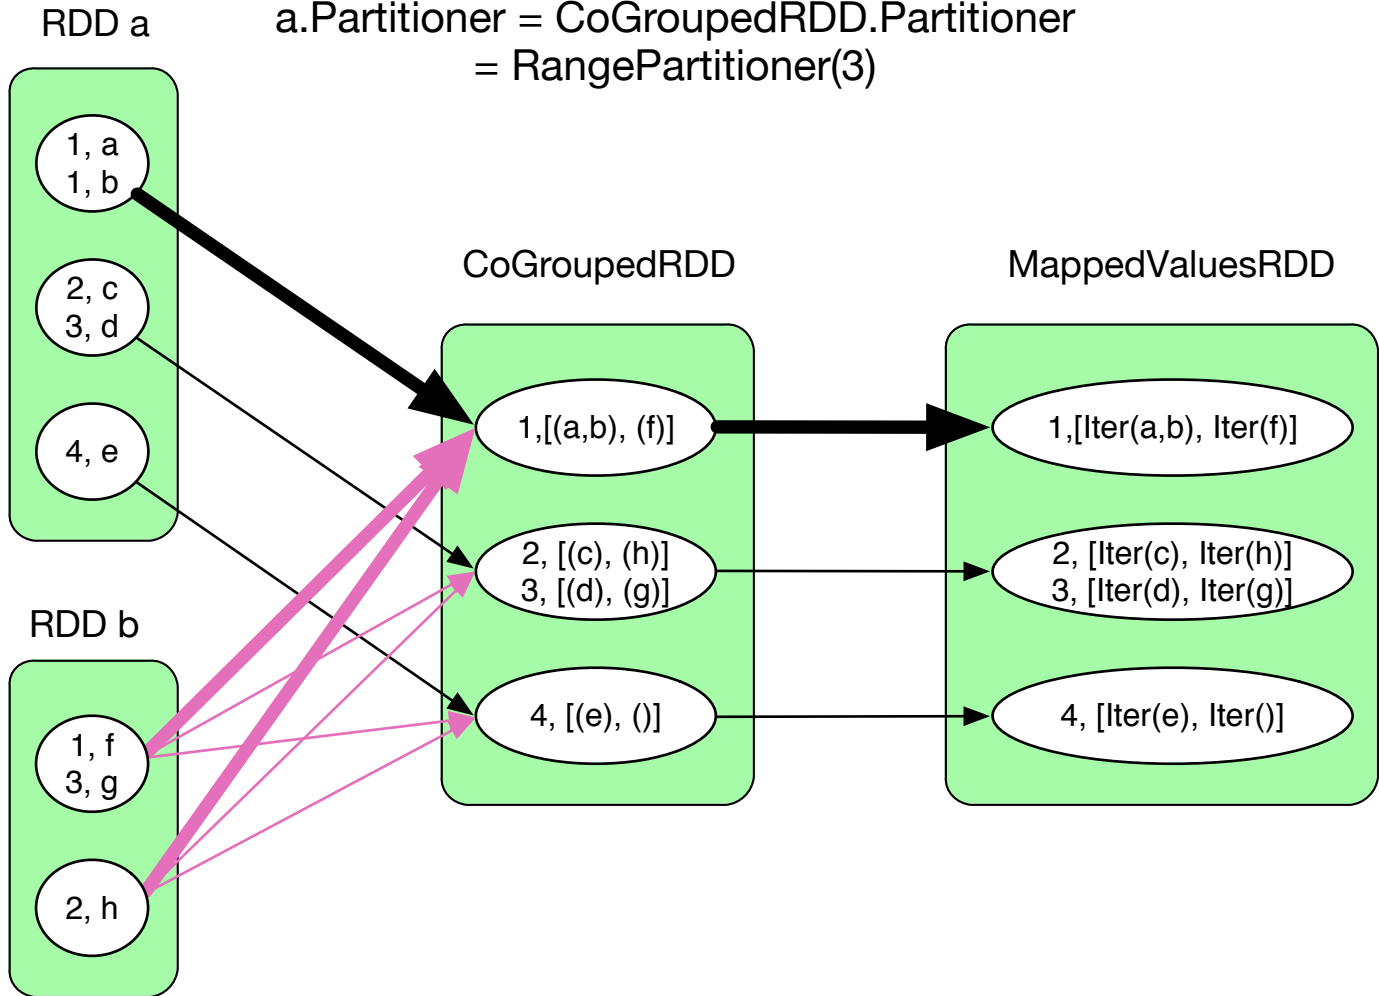 RDD a
a.Partitioner = CoGroupedRDD.Partitioner
= RangePartitioner(3)
1, a
1, b
2, c
3, d
4, e
RDD b
1, f
3, g
2, h
CoGroupedRDD
1,[(a,b), (f)]
2, [(c), (h)]
3, [(d), (g)]
4, [(e), ()]
MappedValuesRDD
1,[Iter(a,b), Iter(f)]
2, [Iter(c), Iter(h)]
3, [Iter(d), Iter(g)]
4, [Iter(e), Iter()]